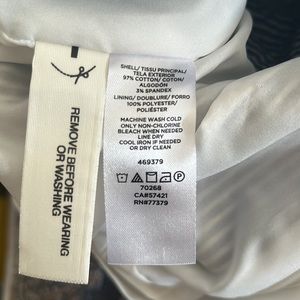 REMOVE BEFORE WEARING
OR WASHING
SHELL/ TISSU PRINCIPAL/
TELA EXTERIOR
97% COTTON/ COTON/
ALGODÓN
3% SPANDEX
LINING/ DOUBLURE/ FORRO
100% POLYESTER/
POLIÉSTER
MACHINE WASH COLD
ONLY NON-CHLORINE
BLEACH WHEN NEEDED
LINE DRY
COOL IRON IF NEEDED
OR DRY CLEAN
469379
70268
CA#57421
RN#77379